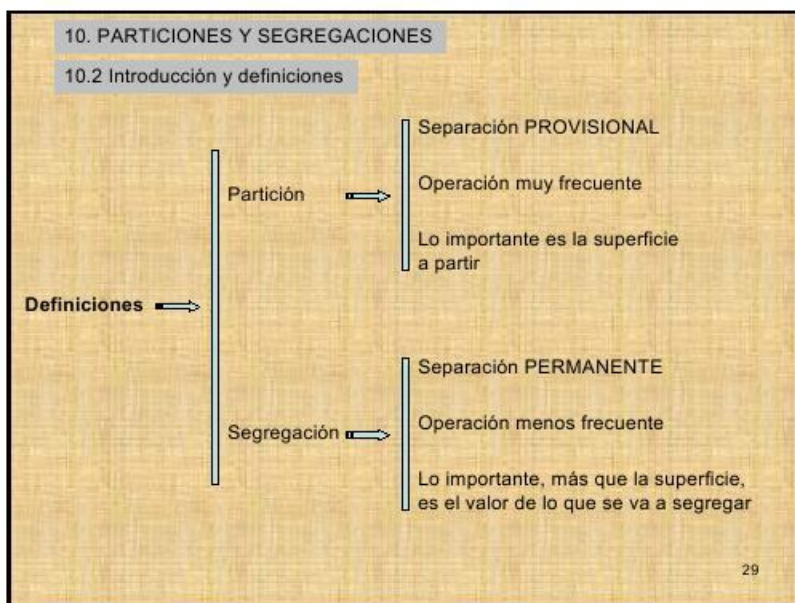 10. PARTICIONES Y SEGREGACIONES
10.2 Introducción y definiciones
Definiciones
Partición
Separación PROVISIONAL
Operación muy frecuente
Lo importante es la superficie
a partir
Segregación
Separación PERMANENTE
Operación menos frecuente
Lo importante, más que la superficie,
es el valor de lo que se va a segregar
29